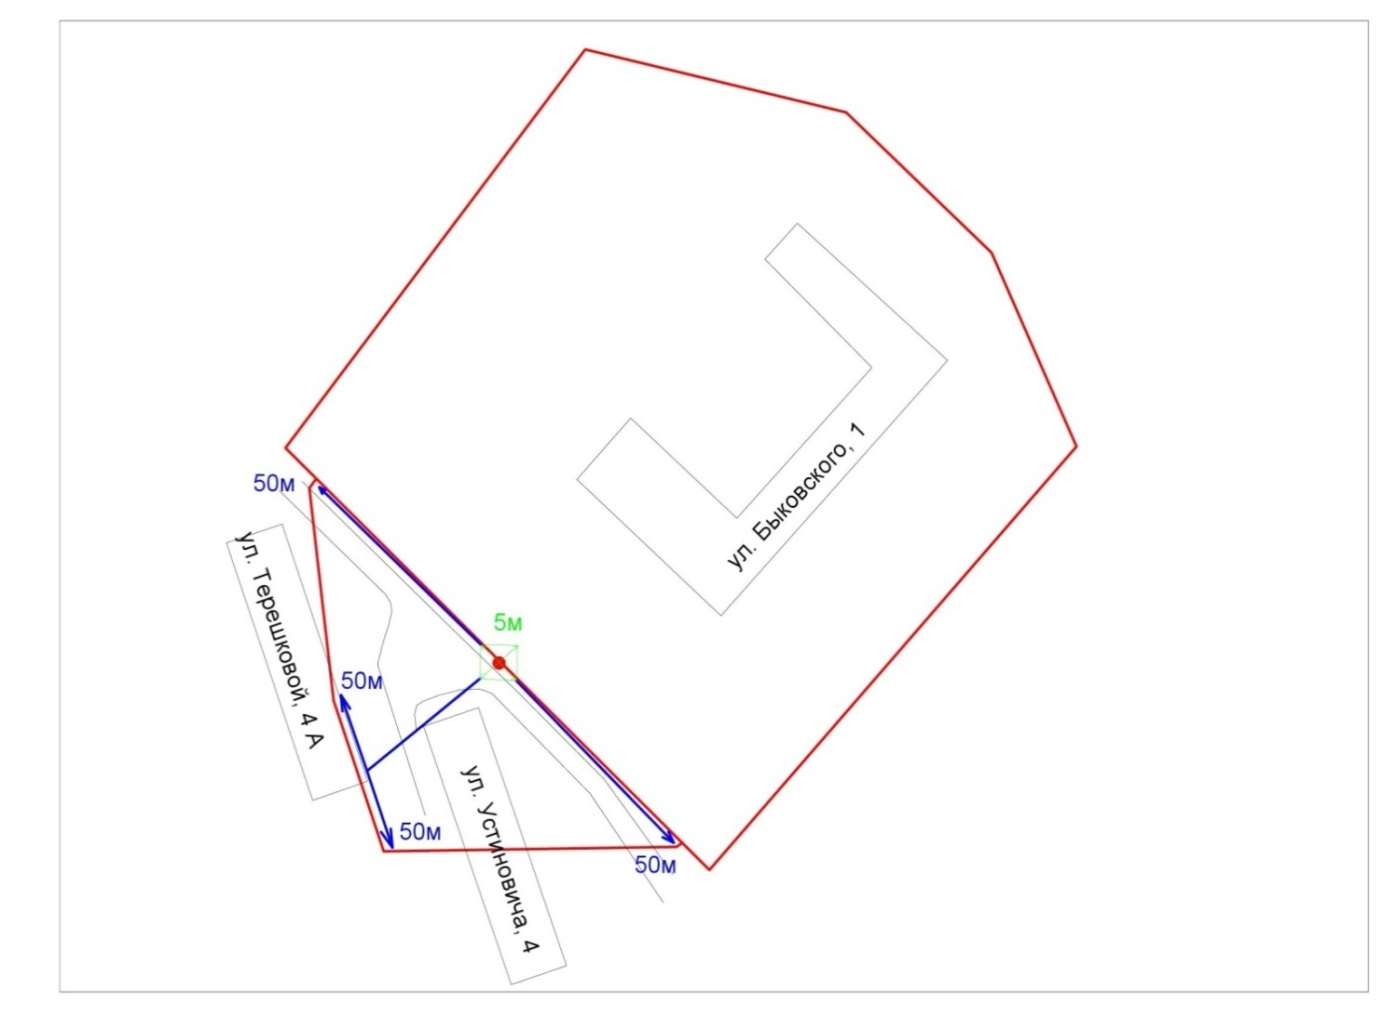 ул. Быковского, 1
50м
ул. Терешковой, 4 А
5м
50м
50м
ул. Устиновича, 4
50м